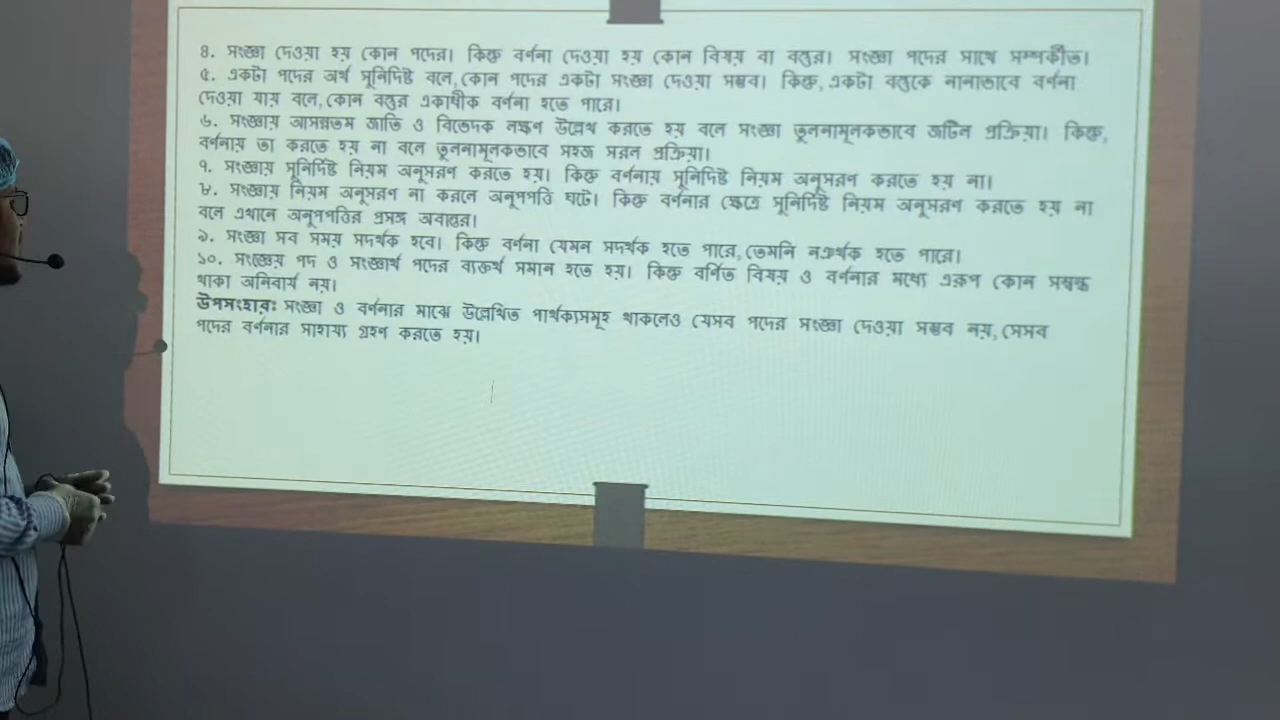 ৪. সংজ্ঞা দেওয়া হয় কোন পদের। কিন্তু বর্ণনা দেওয়া হয় কোন বিষয় বা বস্তুর। সংজ্ঞা পদের সাথে সম্পর্কীত।
৫. একটা পদের অর্থ সুনির্দিষ্ট বলে,কোন পদের একটা সংজ্ঞা দেওয়া সম্ভব। কিন্তু,একটা বস্তুকে নানাভাবে বর্ণনা
দেওয়া যায় বলে,কোন বস্তুর একাধীক বর্ণনা হতে পারে।
৬. সংজ্ঞায় আসন্নতম জাতি ও বিভেদক লক্ষণ উল্লেখ করতে হয় বলে সংজ্ঞা তুলনামূলকভাবে জটিল প্রক্রিয়া। কিন্তু,
বর্ণনায় তা করতে হয় না বলে তুলনামূলকভাবে সহজ সরল প্রক্রিয়া।
৭. সংজ্ঞায় সুনির্দিষ্ট নিয়ম অনুসরণ করতে হয়। কিন্তু বর্ণনায় সুনির্দিষ্ট নিয়ম অনুসরণ করতে হয় না।
৮. সংজ্ঞায় নিয়ম অনুসরণ না করলে অনুপপত্তি ঘটে। কিন্তু বর্ণনার ক্ষেত্রে সুনির্দিষ্ট নিয়ম অনুসরণ করতে হয় না
বলে এখানে অনুপপত্তির প্রসঙ্গ অবান্তর।
৯. সংজ্ঞা সব সময় সদর্থক হবে। কিন্তু বর্ণনা যেমন সদর্থক হতে পারে,তেমনি নঞর্থক হতে পারে।
১০. সংজ্ঞেয় পদ ও সংজ্ঞার্থ পদের ব্যক্তর্থ সমান হতে হয়। কিন্তু বর্ণিত বিষয় ও বর্ণনার মধ্যে এরূপ কোন সম্বন্ধ
থাকা অনিবার্য নয়।
উপসংহারঃ সংজ্ঞা ও বর্ণনার মাঝে উল্লেখিত পার্থক্যসমূহ থাকলেও যেসব পদের সংজ্ঞা দেওয়া সম্ভব নয়,সেসব
পদের বর্ণনার সাহায্য গ্রহণ করতে হয়।